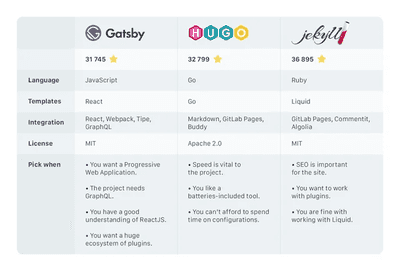 Gatsby HUGO jekyll
31 745 32 799 36 895
Language JavaScript Go Ruby
Templates React Go Liquid
Integration React, Webpack, Tipe, Markdown, GitLab Pages, GitLab Pages, Commentit,
GraphQL Buddy Algolia
License MIT Apache 2.0 MIT
Pick when • You want a Progressive • Speed is vital to • SEO is important
Web Application. the project. for the site.
• The project needs • You like a • You want to work
GraphQL. batteries-included tool. with plugins.
• You have a good • You can't afford to spend • You are fine with
understanding of ReactJS. time on configurations. working with Liquid.
• You want a huge
ecosystem of plugins.